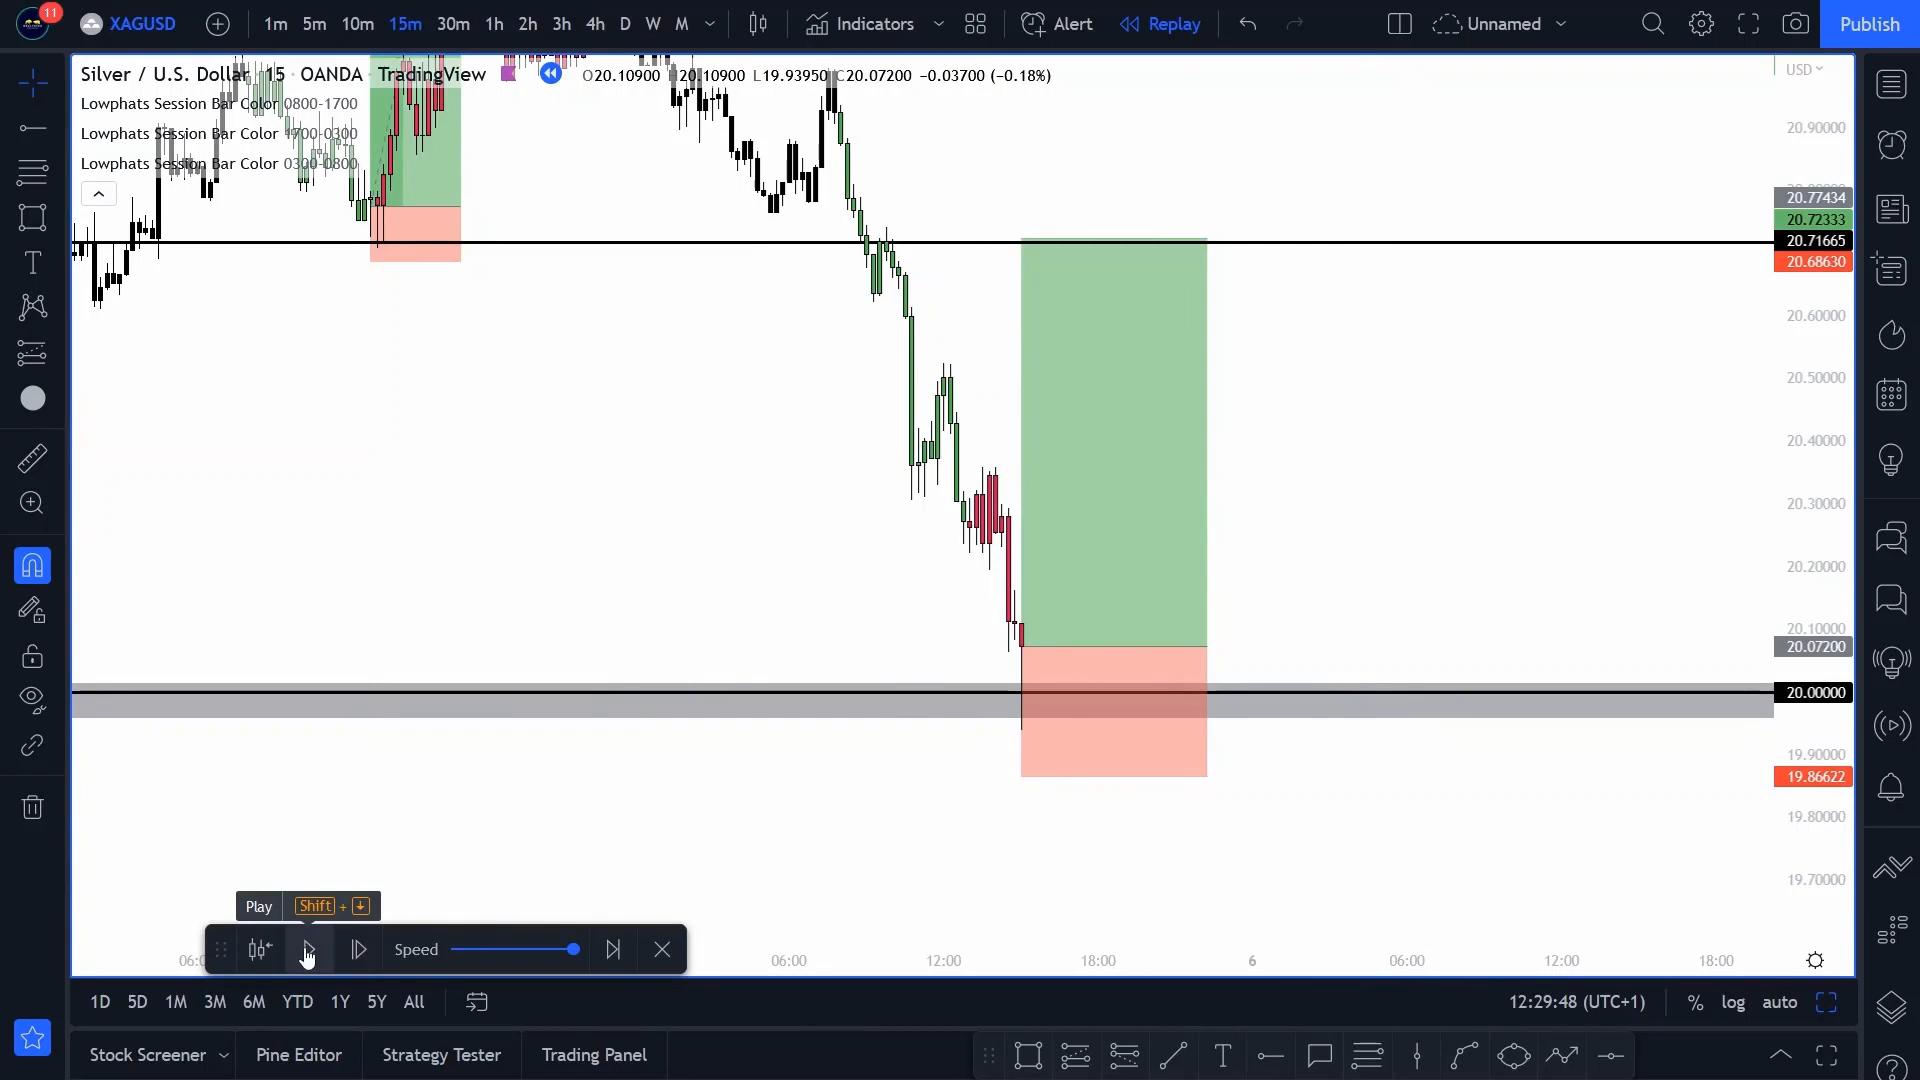 11
XAGUSD
1m 5m 10m 15m 30m 1h 2h 3h 4h D W M
Indicators
Alert
Replay
Unnamed
Publish
Silver / U.S. Dollar 15 OANDA TradingView
O20.10900 H20.10900 L19.93950 C20.07200 −0.03700 (−0.18%)
USD
Lowphats Session Bar Color 0800-1700
Lowphats Session Bar Color 1700-0300
Lowphats Session Bar Color 0300-0800
20.90000
20.77434
20.72333
20.71665
20.68630
20.60000
20.50000
20.40000
20.30000
20.20000
20.10000
20.07200
20.00000
19.90000
19.86622
19.80000
19.70000
Play Shift + ↓
Speed
06:00 12:00 18:00 6 06:00 12:00 18:00
1D 5D 1M 3M 6M YTD 1Y 5Y All
12:29:48 (UTC+1) % log auto
Stock Screener Pine Editor Strategy Tester Trading Panel